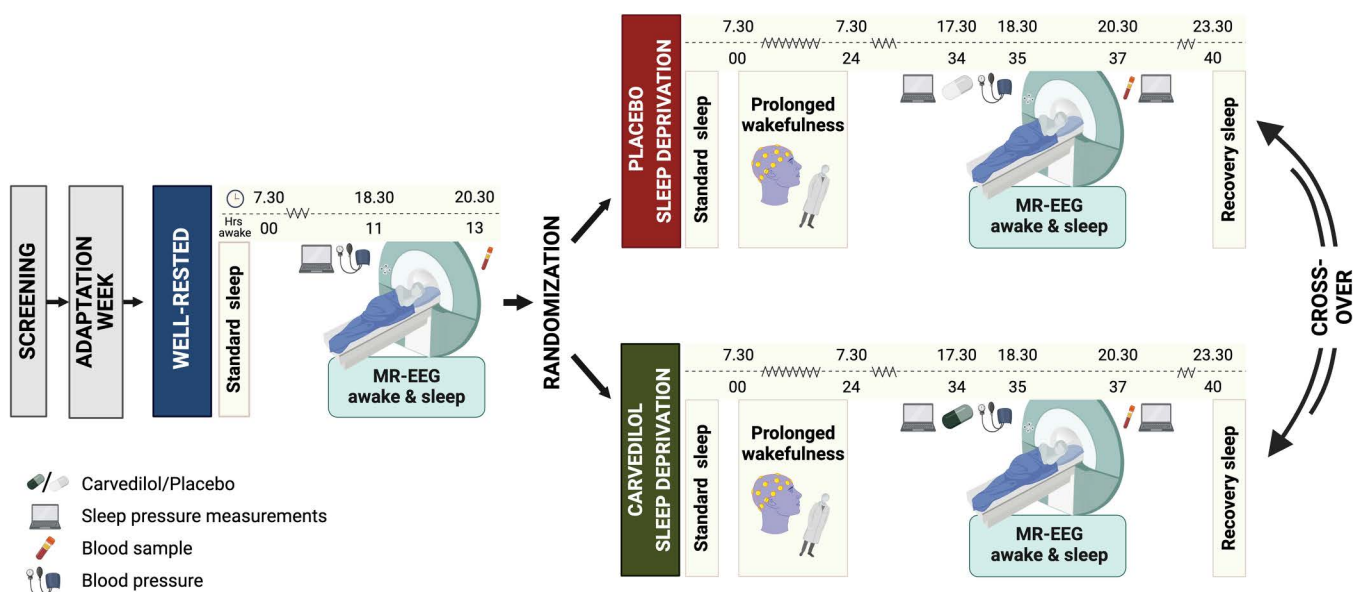 SCREENING
ADAPTATION
WEEK
WELL-RESTED
7.30 18.30 20.30
Hrs
awake
00 11 13
Standard sleep
MR-EEG
awake & sleep
RANDOMIZATION
PLACEBO
SLEEP DEPRIVATION
7.30 7.30 17.30 18.30 20.30 23.30
00 24 34 35 37 40
Standard sleep
Prolonged
wakefulness
MR-EEG
awake & sleep
Recovery sleep
CARVEDILOL
SLEEP DEPRIVATION
7.30 7.30 17.30 18.30 20.30 23.30
00 24 34 35 37 40
Standard sleep
Prolonged
wakefulness
MR-EEG
awake & sleep
Recovery sleep
CROSS-
OVER
Carvedilol/Placebo
Sleep pressure measurements
Blood sample
Blood pressure